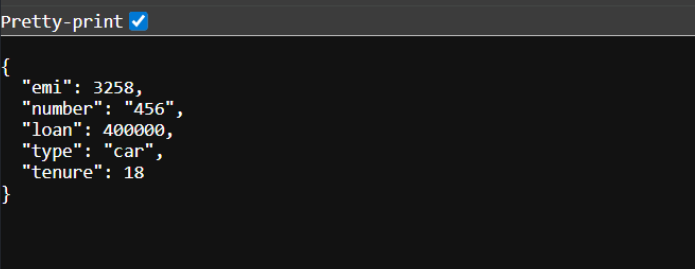 Pretty-print
{
  "emi": 3258,
  "number": "456",
  "loan": 400000,
  "type": "car",
  "tenure": 18
}